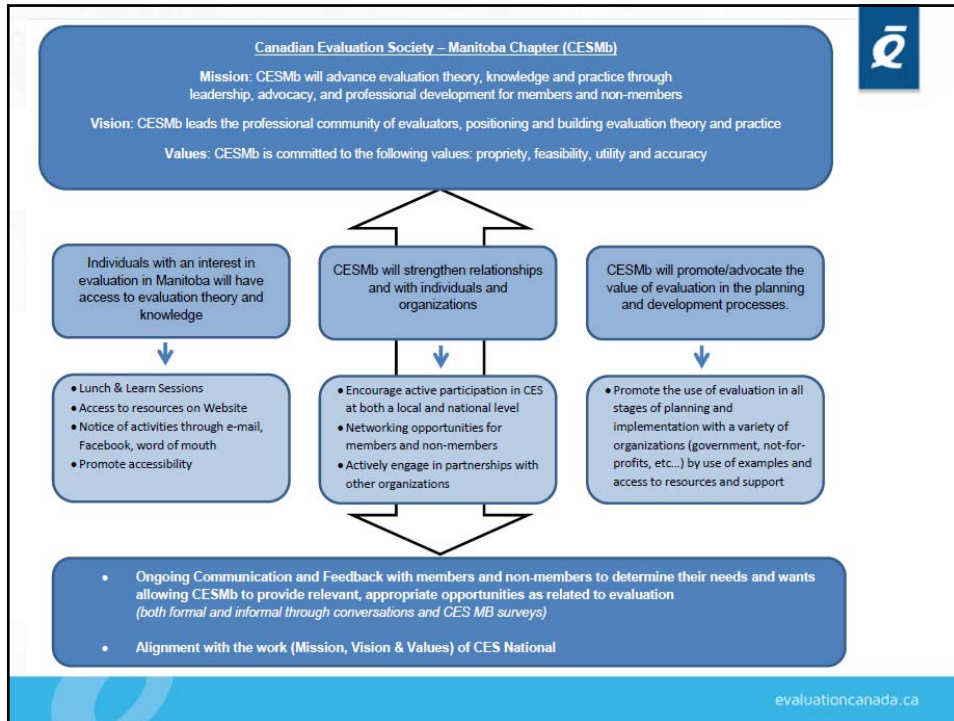 Canadian Evaluation Society – Manitoba Chapter (CESMb)
Mission: CESMb will advance evaluation theory, knowledge and practice through
leadership, advocacy, and professional development for members and non-members
Vision: CESMb leads the professional community of evaluators, positioning and building evaluation theory and practice
Values: CESMb is committed to the following values: propriety, feasibility, utility and accuracy
Individuals with an interest in
evaluation in Manitoba will have
access to evaluation theory and
knowledge
• Lunch & Learn Sessions
• Access to resources on Website
• Notice of activities through e-mail,
Facebook, word of mouth
• Promote accessibility
CESMb will strengthen relationships
and with individuals and
organizations
• Encourage active participation in CES
at both a local and national level
• Networking opportunities for
members and non-members
• Actively engage in partnerships with
other organizations
CESMb will promote/advocate the
value of evaluation in the planning
and development processes.
• Promote the use of evaluation in all
stages of planning and
implementation with a variety of
organizations (government, not-for-
profits, etc...) by use of examples and
access to resources and support
• Ongoing Communication and Feedback with members and non-members to determine their needs and wants
allowing CESMb to provide relevant, appropriate opportunities as related to evaluation
(both formal and informal through conversations and CES MB surveys)
• Alignment with the work (Mission, Vision & Values) of CES National
evaluationcanada.ca